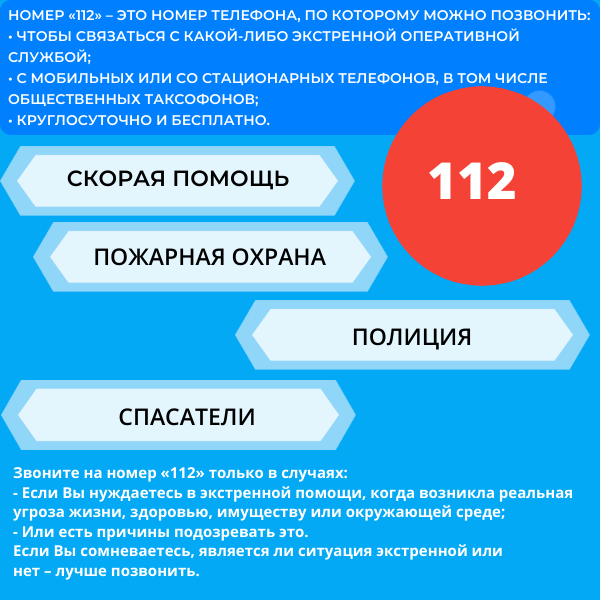 НОМЕР «112» – ЭТО НОМЕР ТЕЛЕФОНА, ПО КОТОРОМУ МОЖНО ПОЗВОНИТЬ:
• ЧТОБЫ СВЯЗАТЬСЯ С КАКОЙ-ЛИБО ЭКСТРЕННОЙ ОПЕРАТИВНОЙ
СЛУЖБОЙ;
• С МОБИЛЬНЫХ ИЛИ СО СТАЦИОНАРНЫХ ТЕЛЕФОНОВ, В ТОМ ЧИСЛЕ
ОБЩЕСТВЕННЫХ ТАКСОФОНОВ;
• КРУГЛОСУТОЧНО И БЕСПЛАТНО.
СКОРАЯ ПОМОЩЬ
112
ПОЖАРНАЯ ОХРАНА
ПОЛИЦИЯ
СПАСАТЕЛИ
Звоните на номер «112» только в случаях:
- Если Вы нуждаетесь в экстренной помощи, когда возникла реальная
угроза жизни, здоровью, имуществу или окружающей среде;
- Или есть причины подозревать это.
Если Вы сомневаетесь, является ли ситуация экстренной или
нет – лучше позвонить.